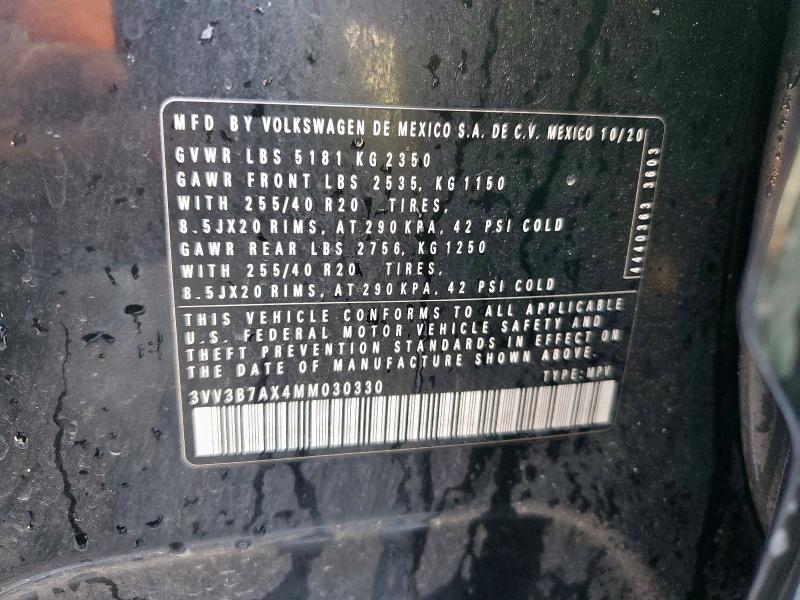 MFD BY VOLKSWAGEN DE MEXICO S.A. DE C.V. MEXICO 10/20
GVWR LBS 5181 KG 2350
GAWR FRONT LBS 2535, KG 1150
WITH 255/40 R20 TIRES,
8.5JX20 RIMS, AT 290 KPA, 42 PSI COLD
GAWR REAR LBS 2756, KG 1250
WITH 255/40 R20 TIRES,
8.5JX20 RIMS, AT 290 KPA, 42 PSI COLD
4440363 3603
THIS VEHICLE CONFORMS TO ALL APPLICABLE
U.S. FEDERAL MOTOR VEHICLE SAFETY AND
THEFT PREVENTION STANDARDS IN EFFECT ON
THE DATE OF MANUFACTURE SHOWN ABOVE.
TYPE: MPV
3VV3B7AX4MM030330